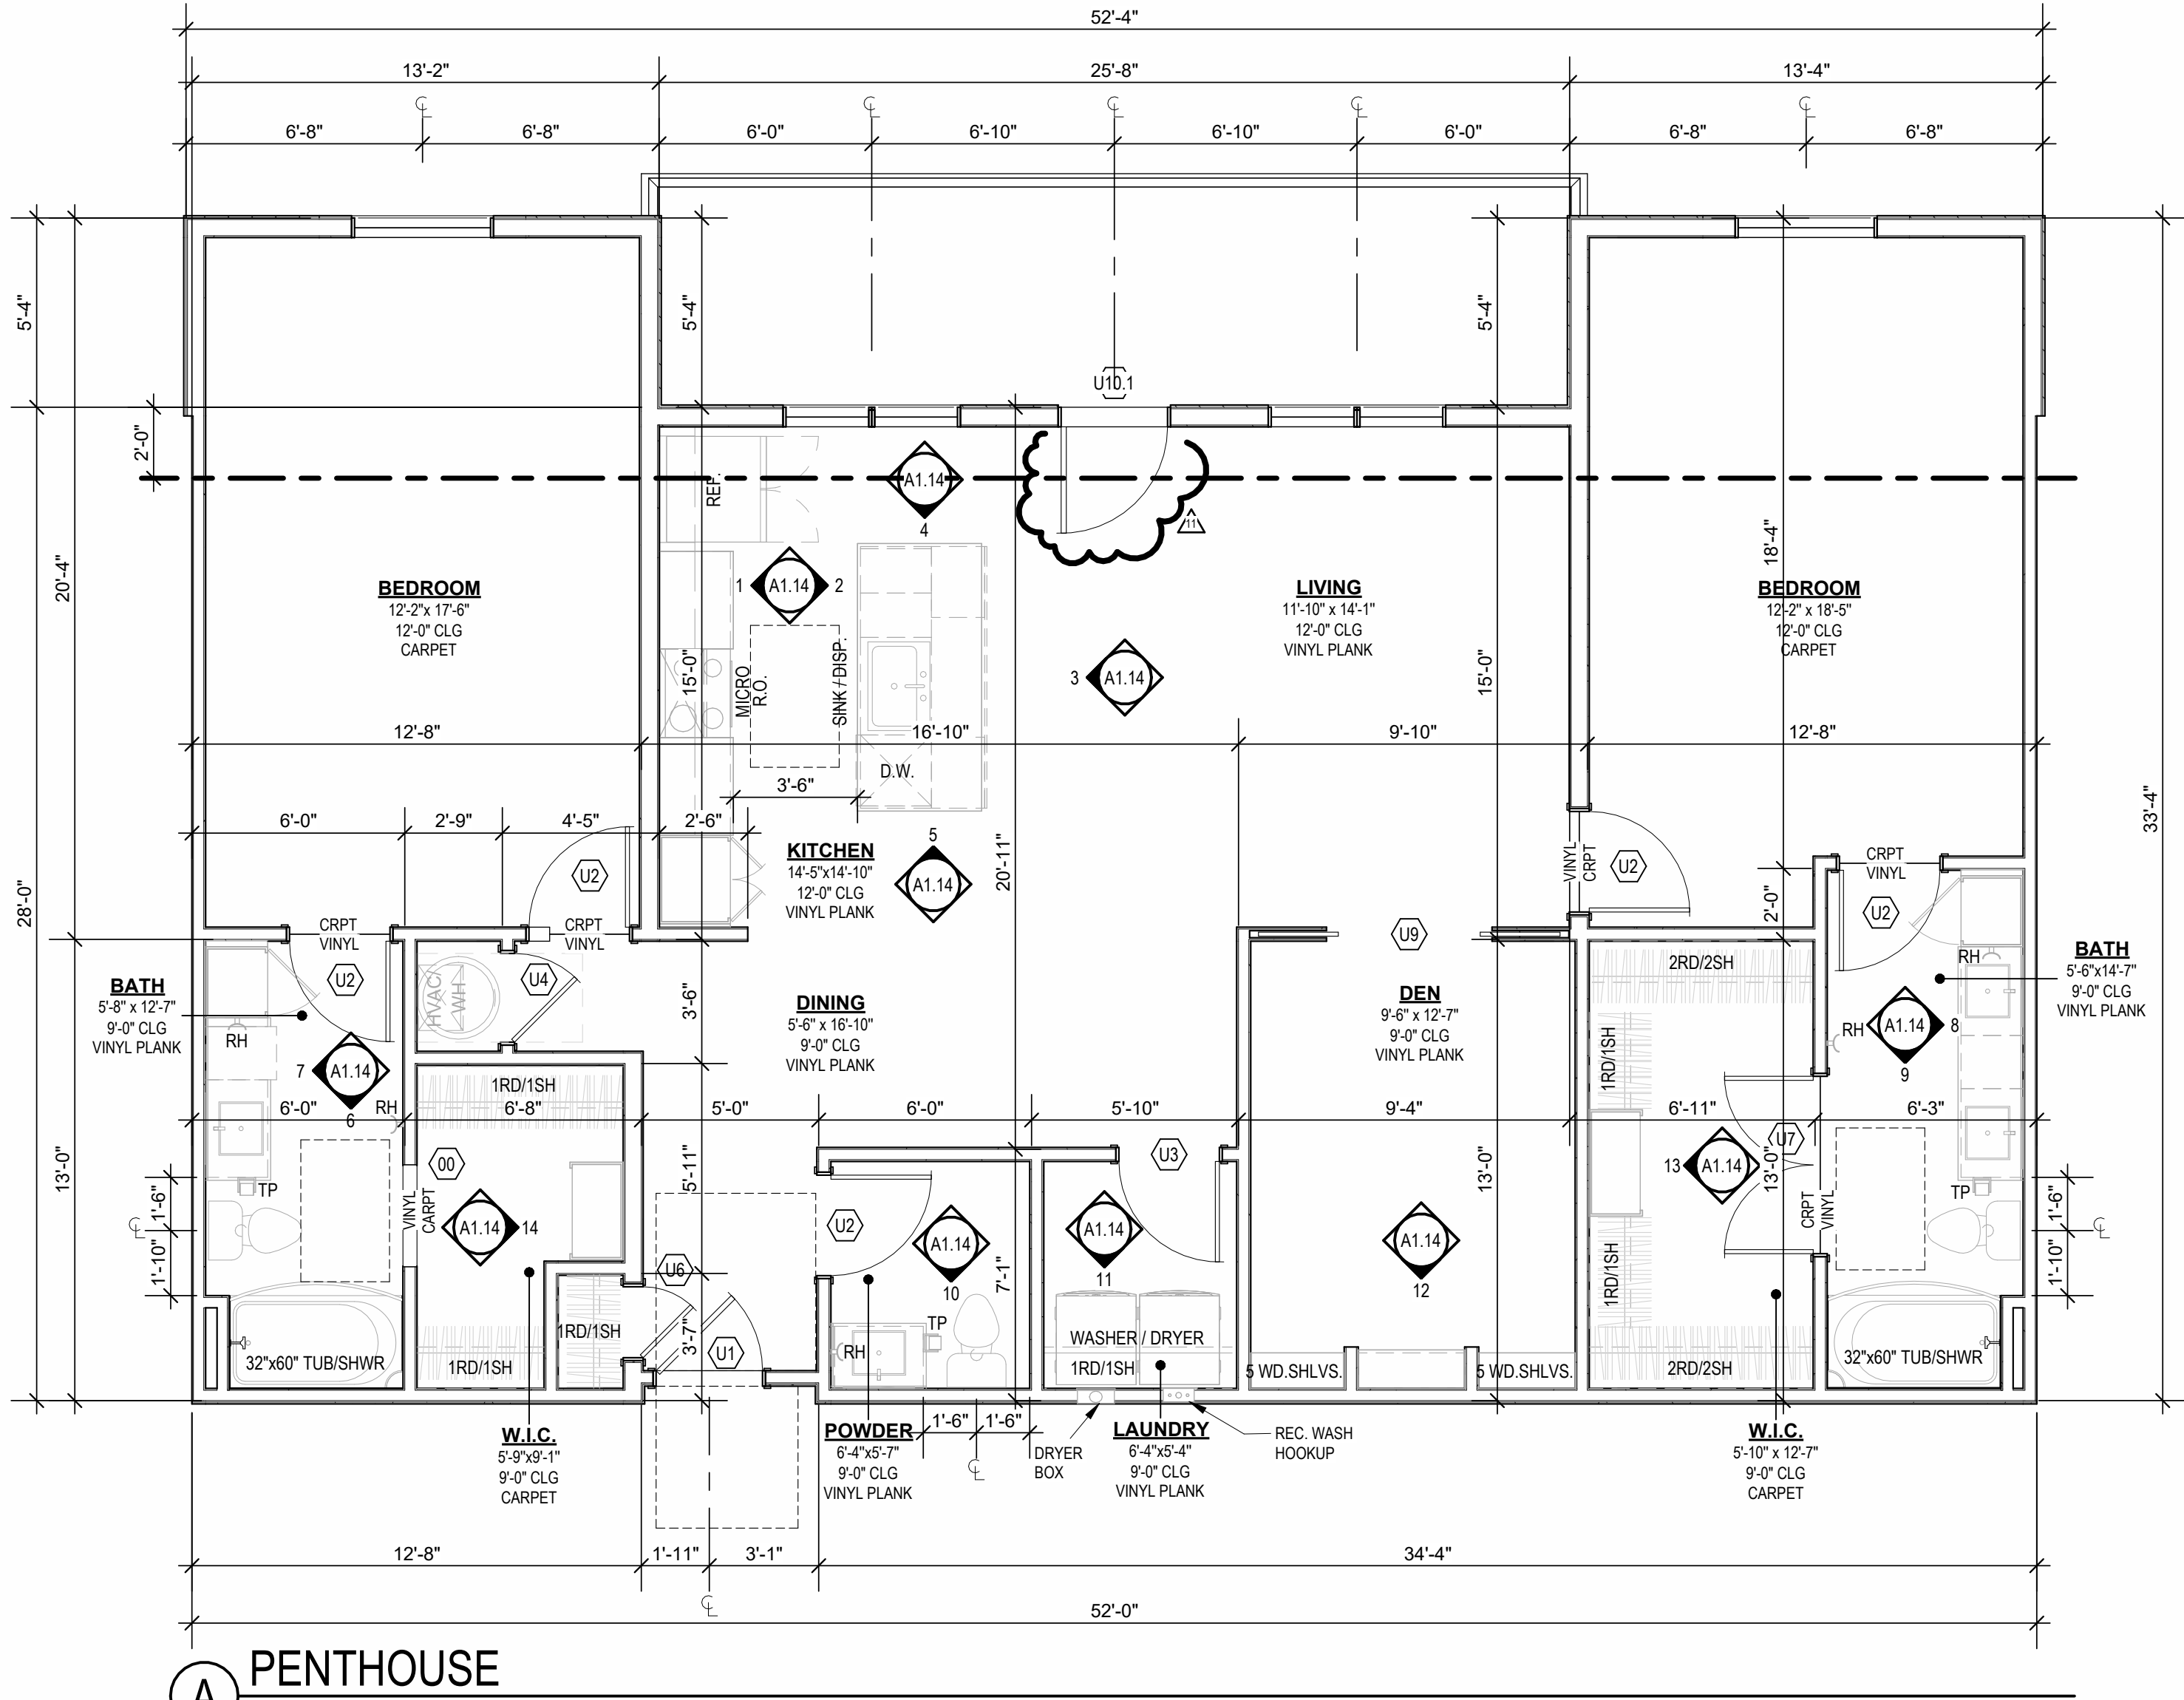 52'-4"
13'-2"
25'-8"
13'-4"
6'-8"
6'-8"
6'-0"
6'-10"
6'-10"
6'-0"
6'-8"
6'-8"
5'-4"
5'-4"
5'-4"
2'-0"
20'-4"
28'-0"
13'-0"
33'-4"
U10.1
REF.
A1.14
4
11
1
A1.14
2
BEDROOM
12'-2"x 17'-6"
12'-0" CLG
CARPET
LIVING
11'-10" x 14'-1"
12'-0" CLG
VINYL PLANK
18'-4"
BEDROOM
12'-2" x 18'-5"
12'-0" CLG
CARPET
15'-0"
MICRO
R.O.
SINK / DISP.
3
A1.14
15'-0"
12'-8"
16'-10"
9'-10"
12'-8"
D.W.
3'-6"
6'-0"
2'-9"
4'-5"
2'-6"
KITCHEN
14'-5"x14'-10"
12'-0" CLG
VINYL PLANK
5
A1.14
20'-11"
U2
VINYL
CRPT
U2
CRPT
VINYL
U2
2'-0"
CRPT
VINYL
CRPT
VINYL
U9
BATH
5'-8" x 12'-7"
9'-0" CLG
VINYL PLANK
U2
HVAC/
WH
U4
3'-6"
DINING
5'-6" x 16'-10"
9'-0" CLG
VINYL PLANK
DEN
9'-6" x 12'-7"
9'-0" CLG
VINYL PLANK
2RD/2SH
RH
BATH
5'-6"x14'-7"
9'-0" CLG
VINYL PLANK
RH
7
A1.14
6
1RD/1SH
1RD/1SH
RH
A1.14
8
9
6'-0"
RH
6'-8"
5'-0"
6'-0"
5'-10"
9'-4"
6'-11"
6'-3"
00
U3
U7
TP
VINYL
CARPT
A1.14
14
5'-11"
U2
A1.14
10
7'-1"
A1.14
11
A1.14
12
13'-0"
13
A1.14
13'-0"
CRPT
VINYL
TP
1'-6"
1'-10"
1'-6"
1'-10"
U6
1RD/1SH
1RD/1SH
3'-7"
U1
RH
TP
WASHER / DRYER
1RD/1SH
5 WD.SHLVS.
5 WD.SHLVS.
1RD/1SH
2RD/2SH
32"x60" TUB/SHWR
32"x60" TUB/SHWR
W.I.C.
5'-9"x9'-1"
9'-0" CLG
CARPET
POWDER
6'-4"x5'-7"
9'-0" CLG
VINYL PLANK
1'-6"
1'-6"
DRYER
BOX
LAUNDRY
6'-4"x5'-4"
9'-0" CLG
VINYL PLANK
REC. WASH
HOOKUP
W.I.C.
5'-10" x 12'-7"
9'-0" CLG
CARPET
12'-8"
1'-11"
3'-1"
34'-4"
52'-0"
A
PENTHOUSE